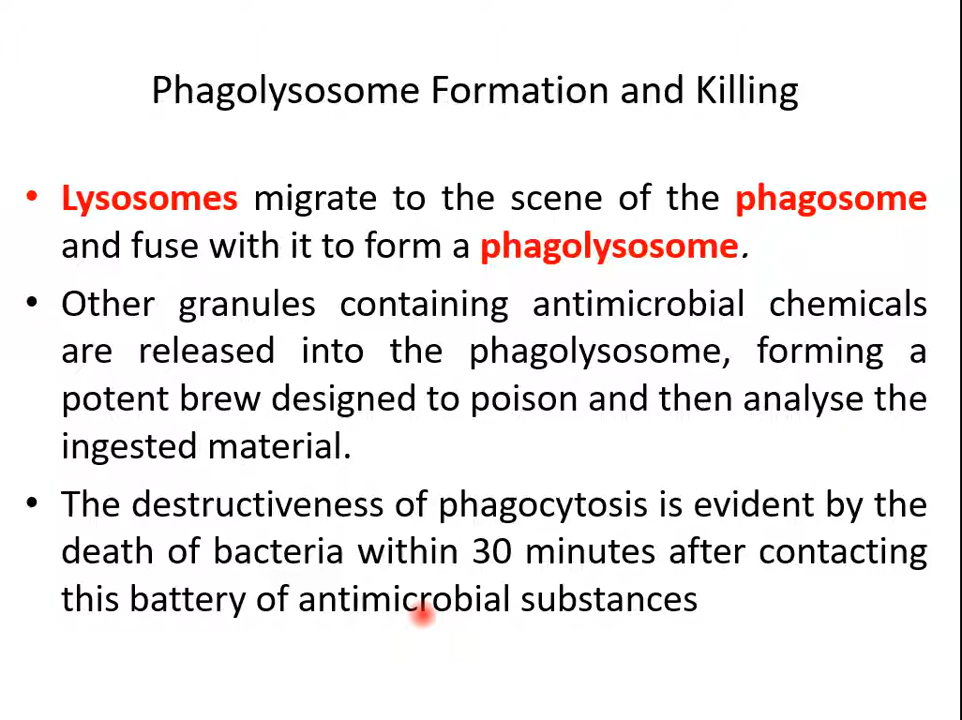 Phagolysosome Formation and Killing
• Lysosomes migrate to the scene of the phagosome
and fuse with it to form a phagolysosome.
• Other granules containing antimicrobial chemicals
are released into the phagolysosome, forming a
potent brew designed to poison and then analyse the
ingested material.
• The destructiveness of phagocytosis is evident by the
death of bacteria within 30 minutes after contacting
this battery of antimicrobial substances